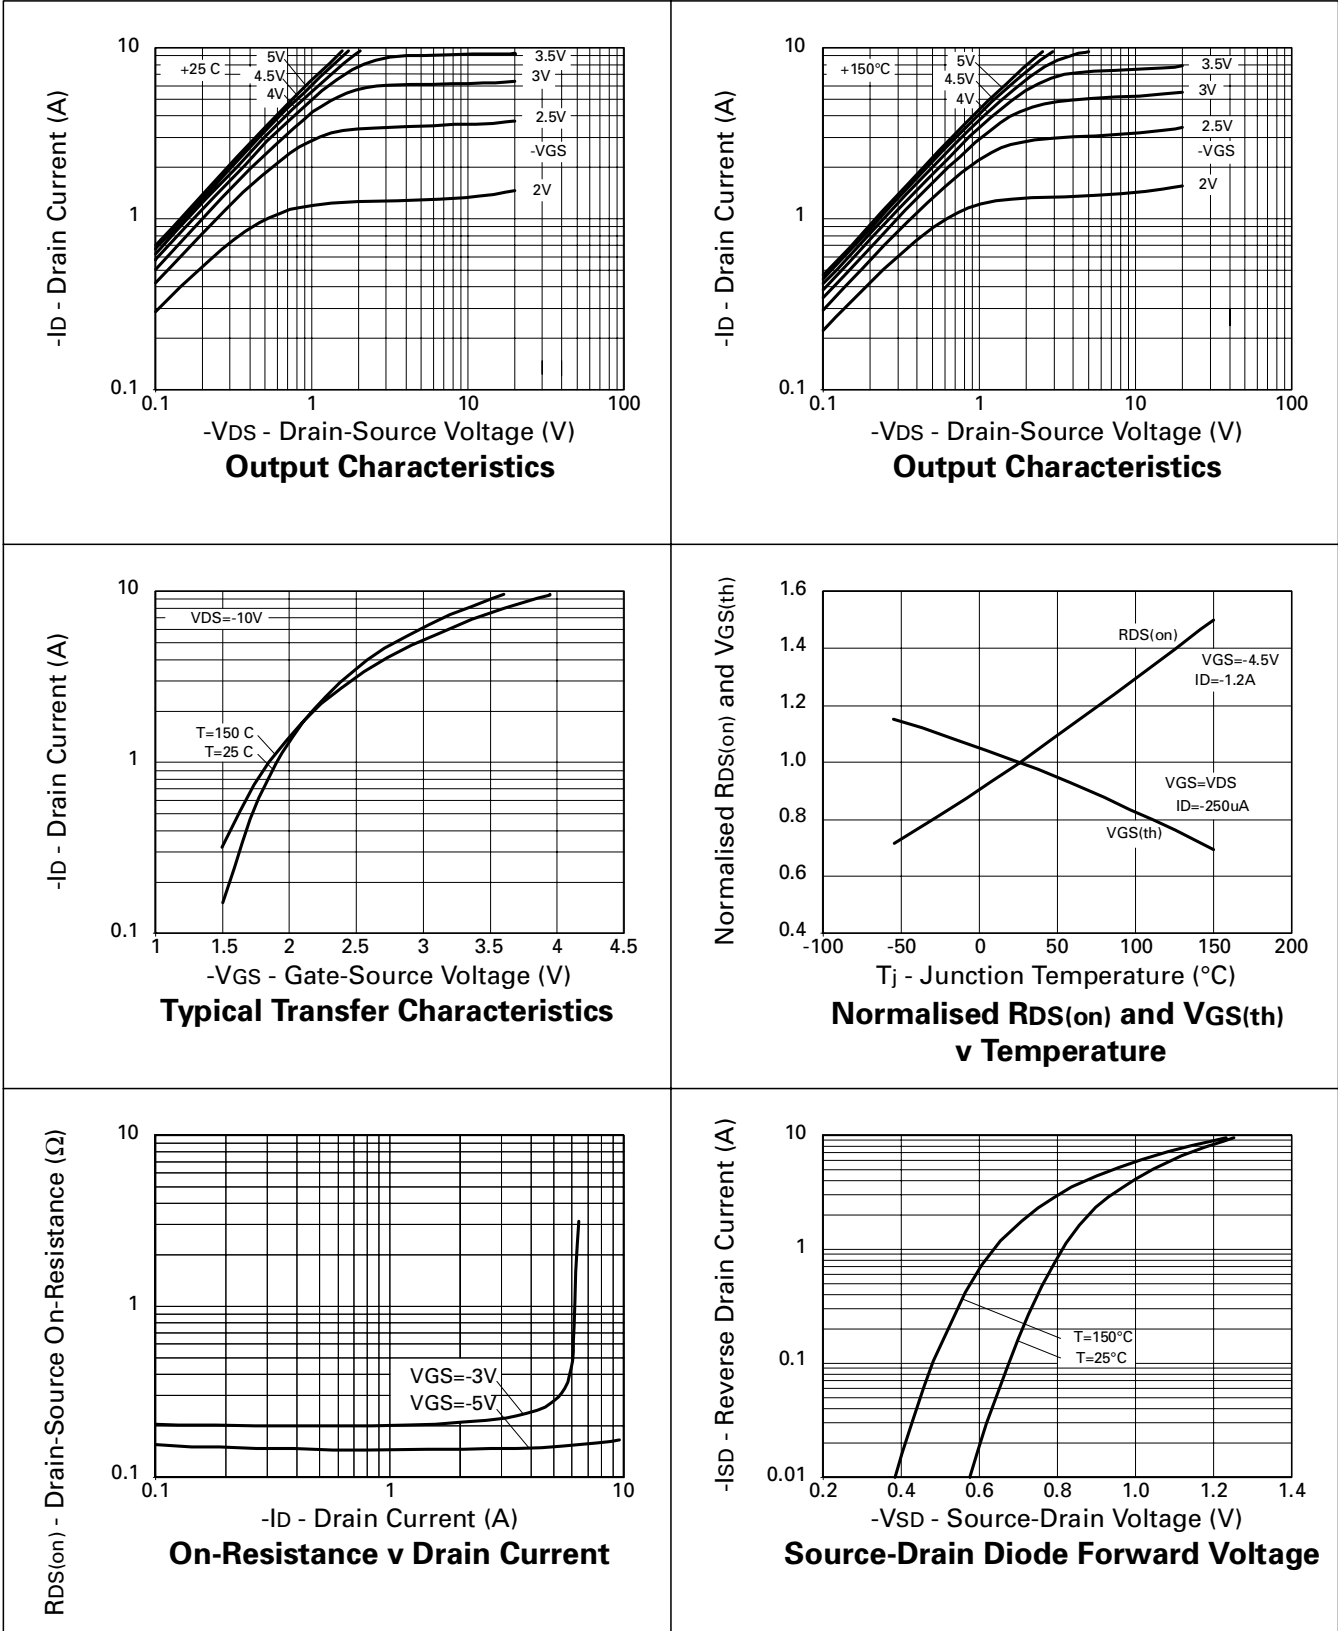 10
1
0.1
0.1
1
10
100
+25 C
5V
4.5V
4V
3.5V
3V
2.5V
-VGS
2V
-ID - Drain Current (A)
-VDS - Drain-Source Voltage (V)
Output Characteristics
10
1
0.1
0.1
1
10
100
+150°C
5V
4.5V
4V
3.5V
3V
2.5V
-VGS
2V
-ID - Drain Current (A)
-VDS - Drain-Source Voltage (V)
Output Characteristics
10
1
0.1
1
1.5
2
2.5
3
3.5
4
4.5
VDS=-10V
T=150 C
T=25 C
-ID - Drain Current (A)
-VGS - Gate-Source Voltage (V)
Typical Transfer Characteristics
1.6
1.4
1.2
1.0
0.8
0.6
0.4
-100
-50
0
50
100
150
200
RDS(on)
VGS=-4.5V
ID=-1.2A
VGS=VDS
ID=-250uA
VGS(th)
Normalised RDS(on) and VGS(th)
Tj - Junction Temperature (°C)
Normalised RDS(on) and VGS(th)
v Temperature
10
1
0.1
0.1
1
10
VGS=-3V
VGS=-5V
RDS(on) - Drain-Source On-Resistance (Ω)
-ID - Drain Current (A)
On-Resistance v Drain Current
10
1
0.1
0.01
0.2
0.4
0.6
0.8
1.0
1.2
1.4
T=150°C
T=25°C
-ISD - Reverse Drain Current (A)
-VSD - Source-Drain Voltage (V)
Source-Drain Diode Forward Voltage